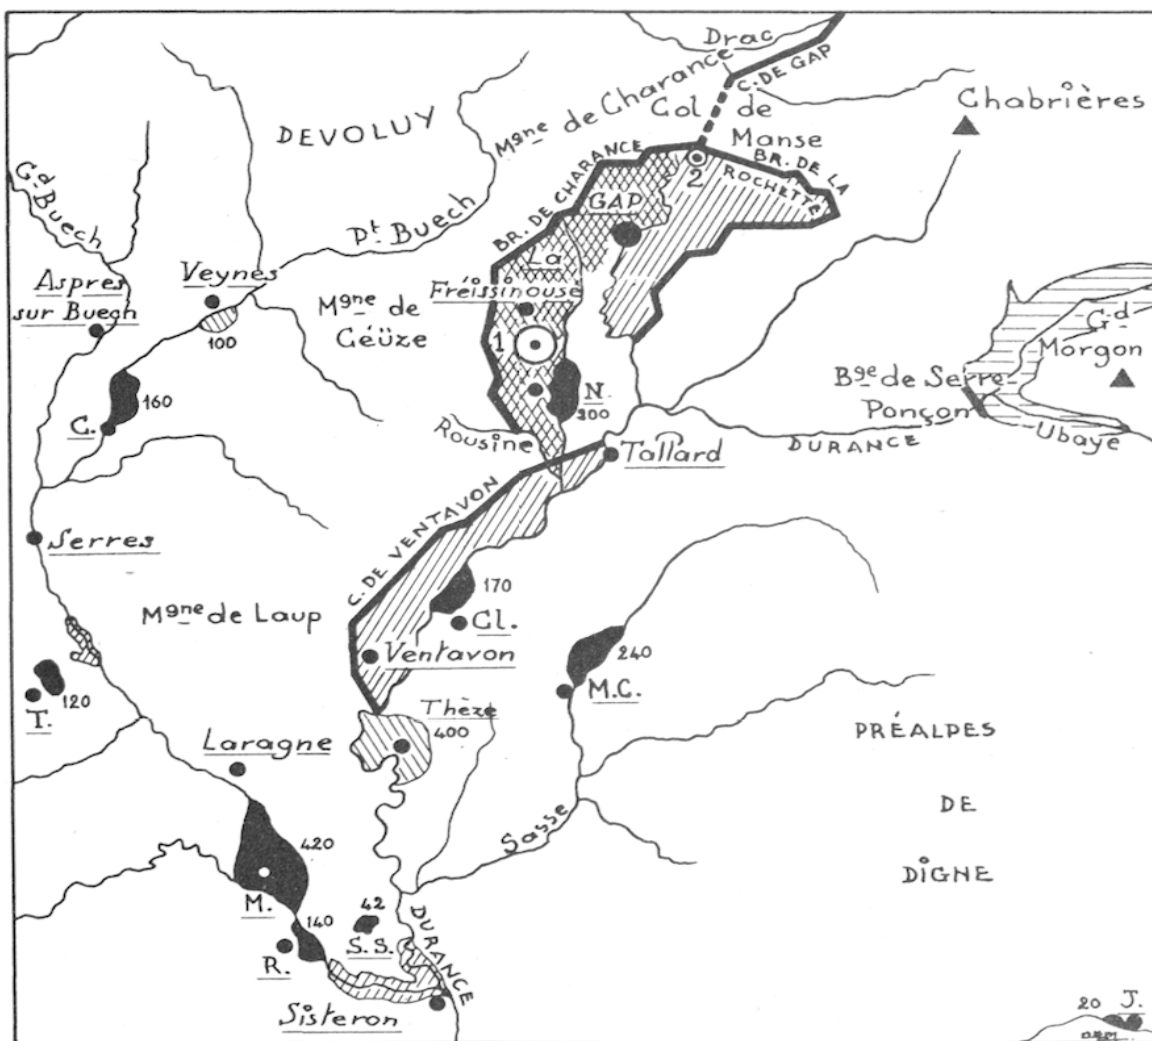 Drac
C. DE GAP
Mgne de Charance
Col de
Manse
Chabrières
DEVOLUY
BR. DE LA
ROCHETTE
2
BR. DE CHARANCE
GAP
Gd Buech
Pt Buech
La
Freissinouse
Veynes
Aspres
sur Buech
100
Mgne de
Céüze
1
Gd
Morgon
Bge de Serre-
Ponçon
160
C.
N.
300
Rousine
Tallard
DURANCE
Ubaye
C. DE VENTAVON
Serres
170
Cl.
Mgne de Laup
Ventavon
240
M.C.
120
T.
Thèze
400
Laragne
PRÉALPES
DE
DIGNE
Sasse
420
M.
140
42
R.
S.S.
DURANCE
Sisteron
20
J.